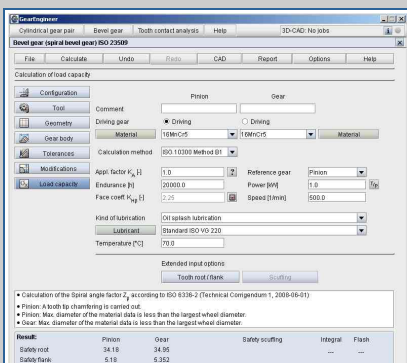 GearEngineer
Cylindrical gear pair Bevel gear Tooth contact analysis Help 3D-CAD: No jobs
Bevel gear (spiral bevel gear) ISO 23509
File Calculate Undo Redo CAD Report Options Help
Calculation of load capacity
Configuration Pinion Gear
Tool Comment
Geometry Driving gear Driving Driving
Gear body Material 16MnCr5 16MnCr5 Material
Tolerances Calculation method ISO 10300 Method B1
Modifications Appl. factor KA [-] 1.0 ? Reference gear Pinion
Load capacity Endurance [h] 20000.0 Power [kW] 1.0
Face coeff. KHβ [-] 2.25 Speed [1/min] 500.0
Kind of lubrication Oil splash lubrication
Lubricant Standard ISO VG 220
Temperature [°C] 70.0
Extended input options
Tooth root / flank Scuffing
• Calculation of the Spiral angle factor Zβ according to ISO 6336-2 (Technical Corrigendum 1, 2008-06-01)
• Pinion: A tooth tip chamfering is carried out.
• Pinion: Max. diameter of the material data is less than the largest wheel diameter.
• Gear: Max. diameter of the material data is less than the largest wheel diameter.
Result: Pinion Gear Safety scuffing Integral Flash
Safety root 34.18 34.95 --- ---
Safety flank 5.18 5.352